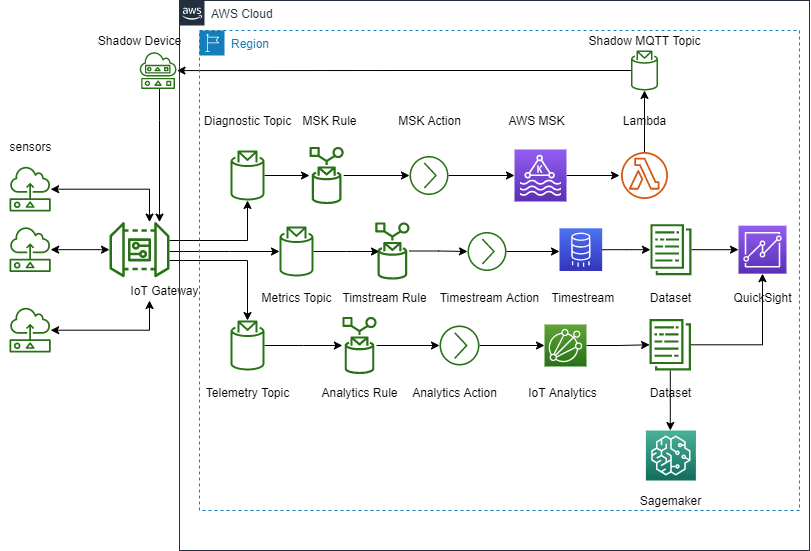 aws
AWS Cloud
Region
Shadow Device
Shadow MQTT Topic
Diagnostic Topic
MSK Rule
MSK Action
AWS MSK
Lambda
sensors
K
IoT Gateway
Metrics Topic
Timstream Rule
Timestream Action
Timestream
Dataset
QuickSight
Telemetry Topic
Analytics Rule
Analytics Action
IoT Analytics
Dataset
Sagemaker